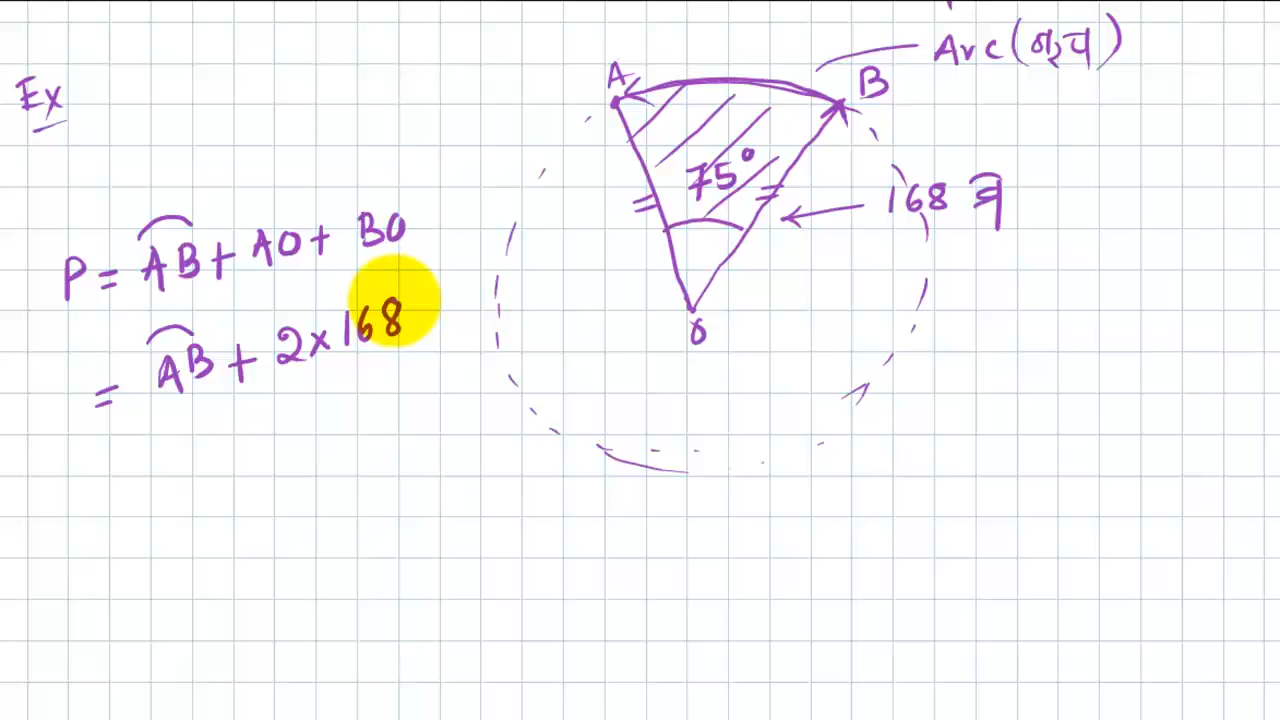 Ex
P = AB + AO + BO
= AB + 2 × 168
A
B
75°
O
Arc
168